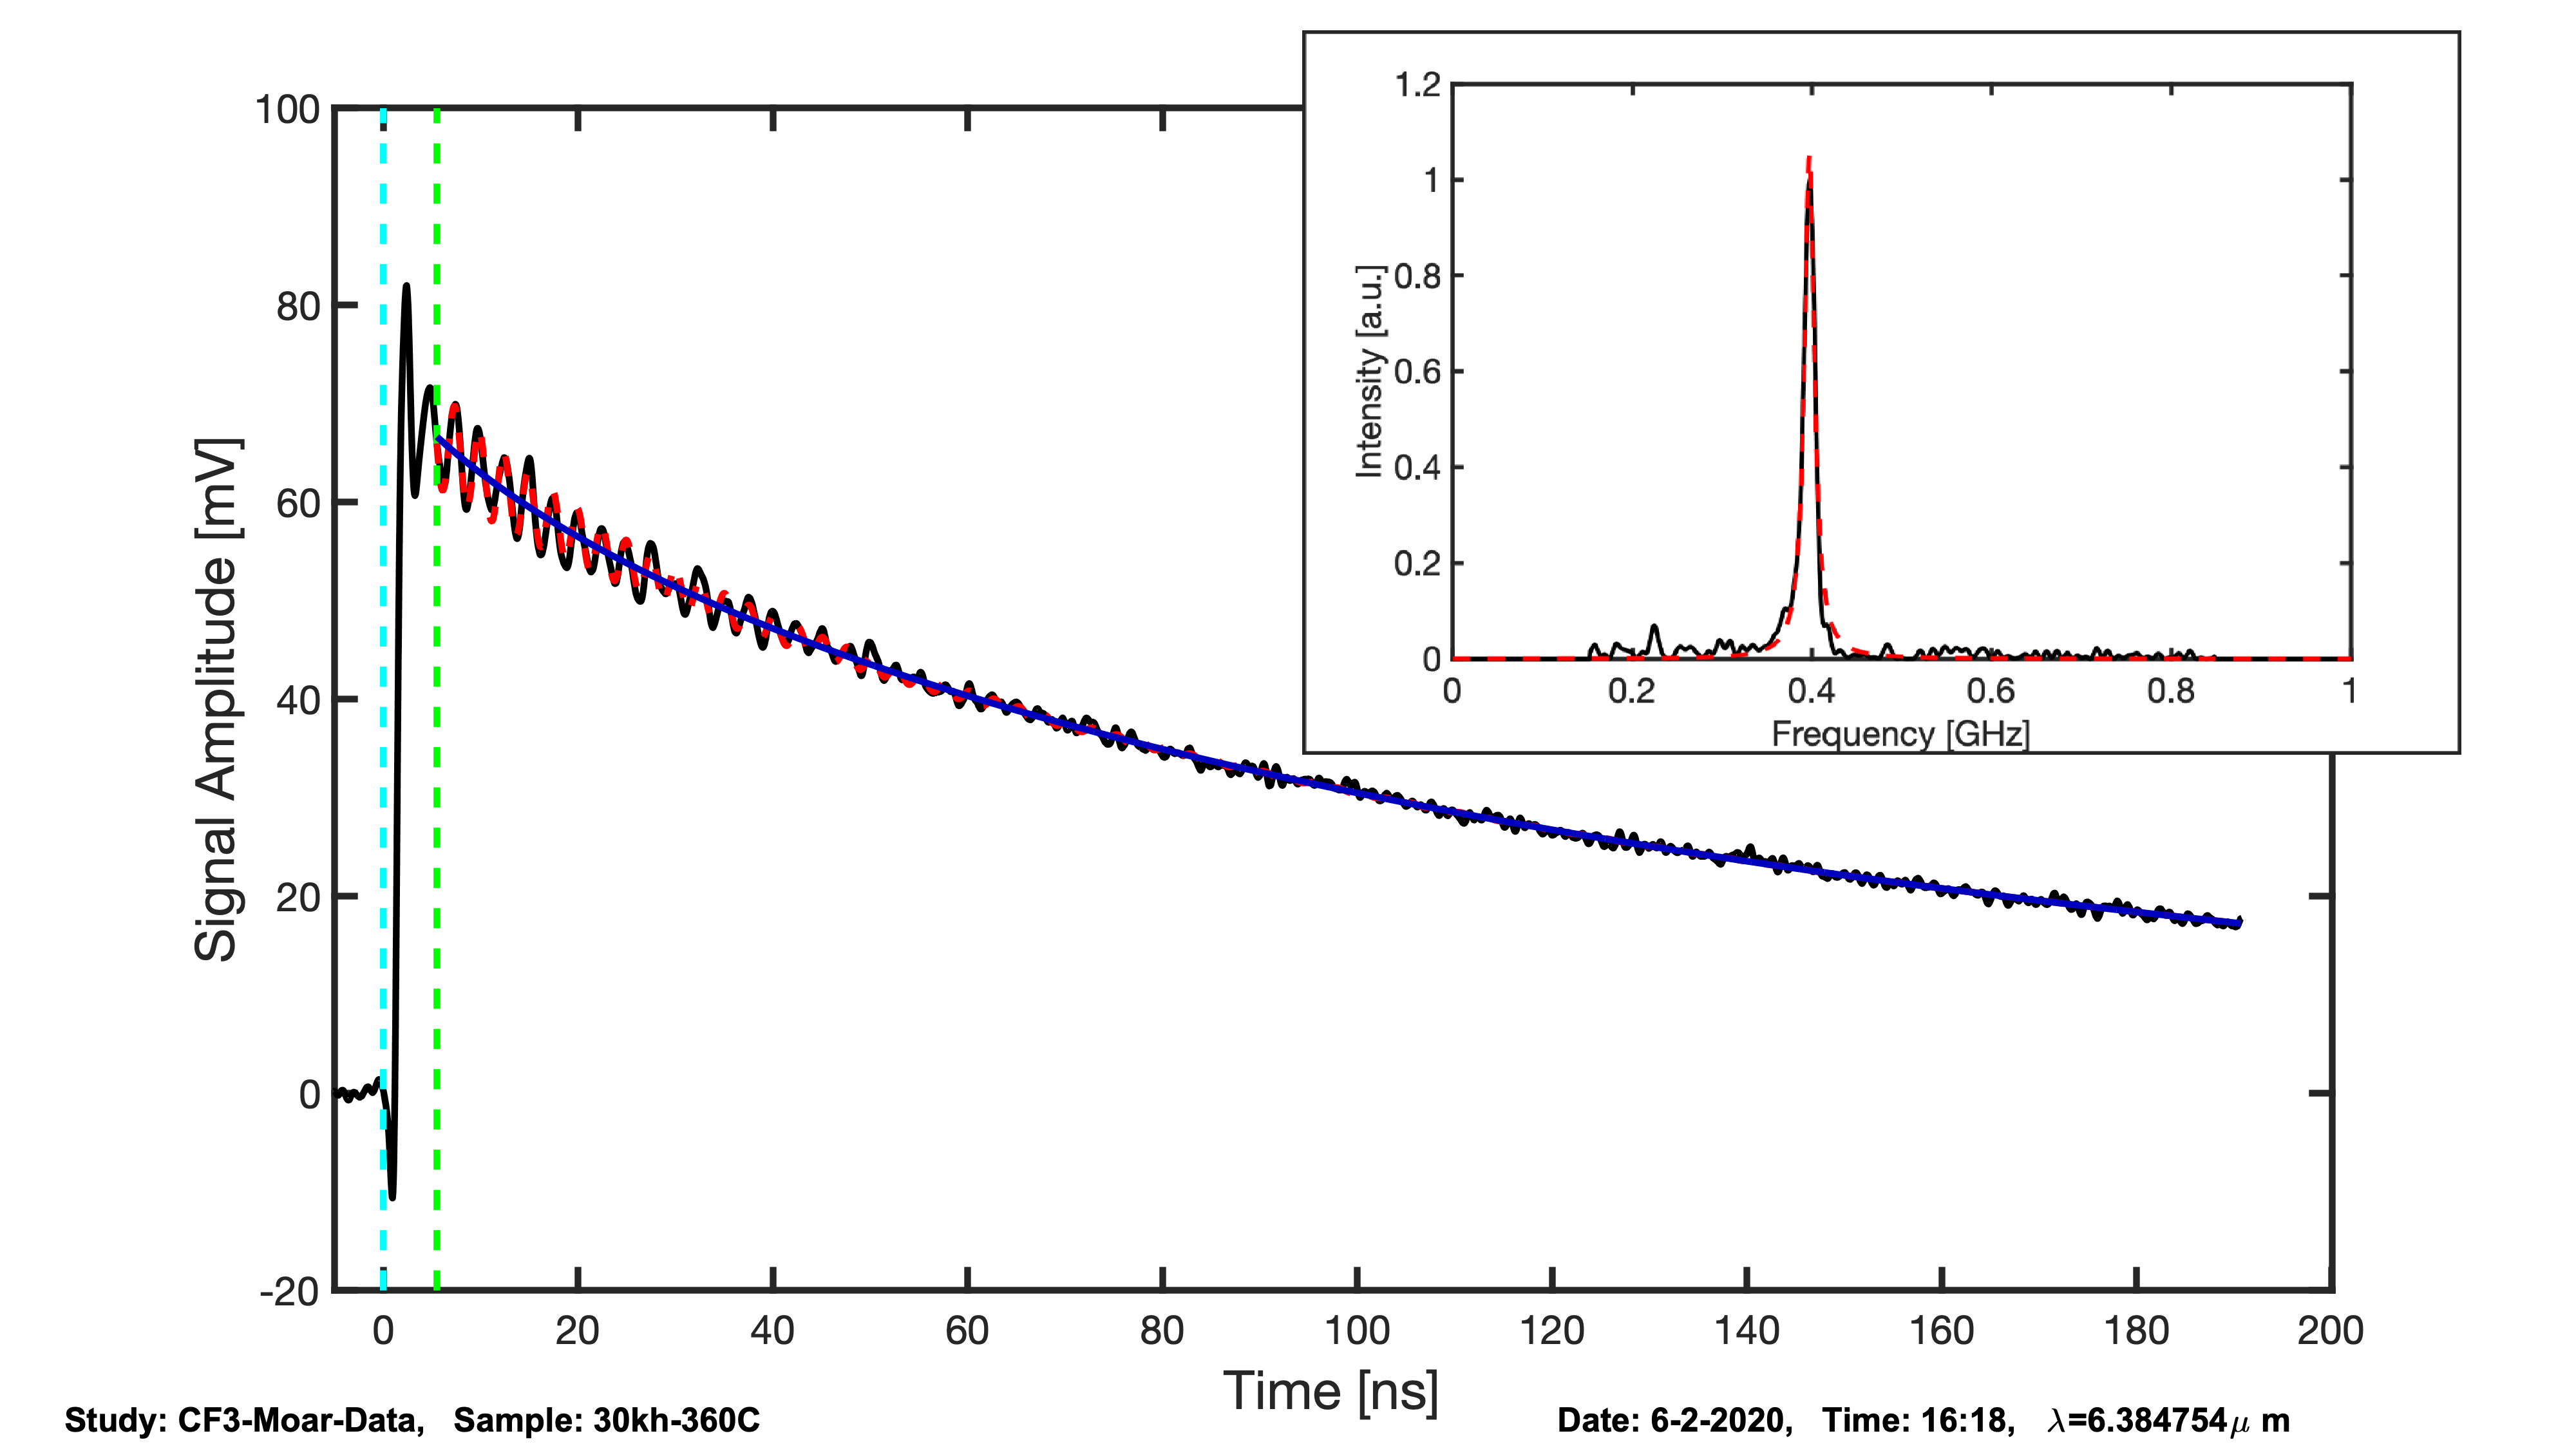 1.2
1
0.8
0.6
0.4
0.2
0
Intensity [a.u.]
0 0.2 0.4 0.6 0.8 1
Frequency [GHz]
100
80
60
40
20
0
-20
Signal Amplitude [mV]
0 20 40 60 80 100 120 140 160 180 200
Time [ns]
Study: CF3-Moar-Data, Sample: 30kh-360C
Date: 6-2-2020, Time: 16:18, λ=6.384754μ m